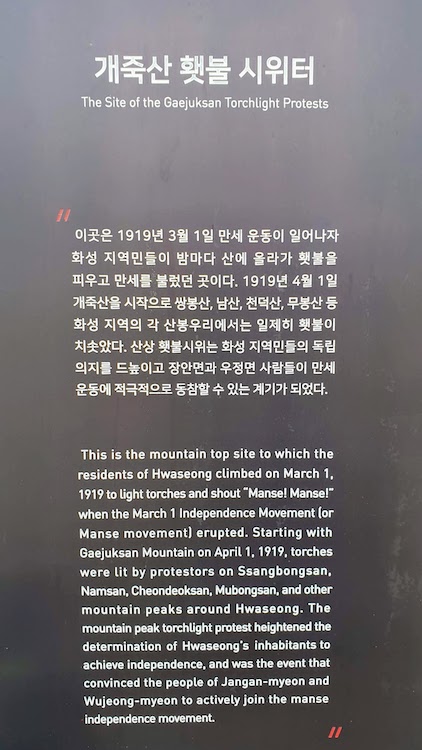 개죽산 횃불 시위터
The Site of the Gaejuksan Torchlight Protests
"
이곳은 1919년 3월 1일 만세 운동이 일어나자
화성 지역민들이 밤마다 산에 올라가 횃불을
피우고 만세를 불렀던 곳이다. 1919년 4월 1일
개죽산을 시작으로 쌍봉산, 남산, 천덕산, 무봉산 등
화성 지역의 각 산봉우리에서는 일제히 횃불이
치솟았다. 산상 횃불시위는 화성 지역민들의 독립
의지를 드높이고 장안면과 우정면 사람들이 만세
운동에 적극적으로 동참할 수 있는 계기가 되었다.
This is the mountain top site to which the
residents of Hwaseong climbed on March 1,
1919 to light torches and shout "Manse! Manse!"
when the March 1 Independence Movement (or
Manse movement) erupted. Starting with
Gaejuksan Mountain on April 1, 1919, torches
were lit by protestors on Ssangbongsan,
Namsan, Cheondeoksan, Mubongsan, and other
mountain peaks around Hwaseong. The
mountain peak torchlight protest heightened the
determination of Hwaseong's inhabitants to
achieve independence, and was the event that
convinced the people of Jangan-myeon and
Wujeong-myeon to actively join the manse
independence movement.
"